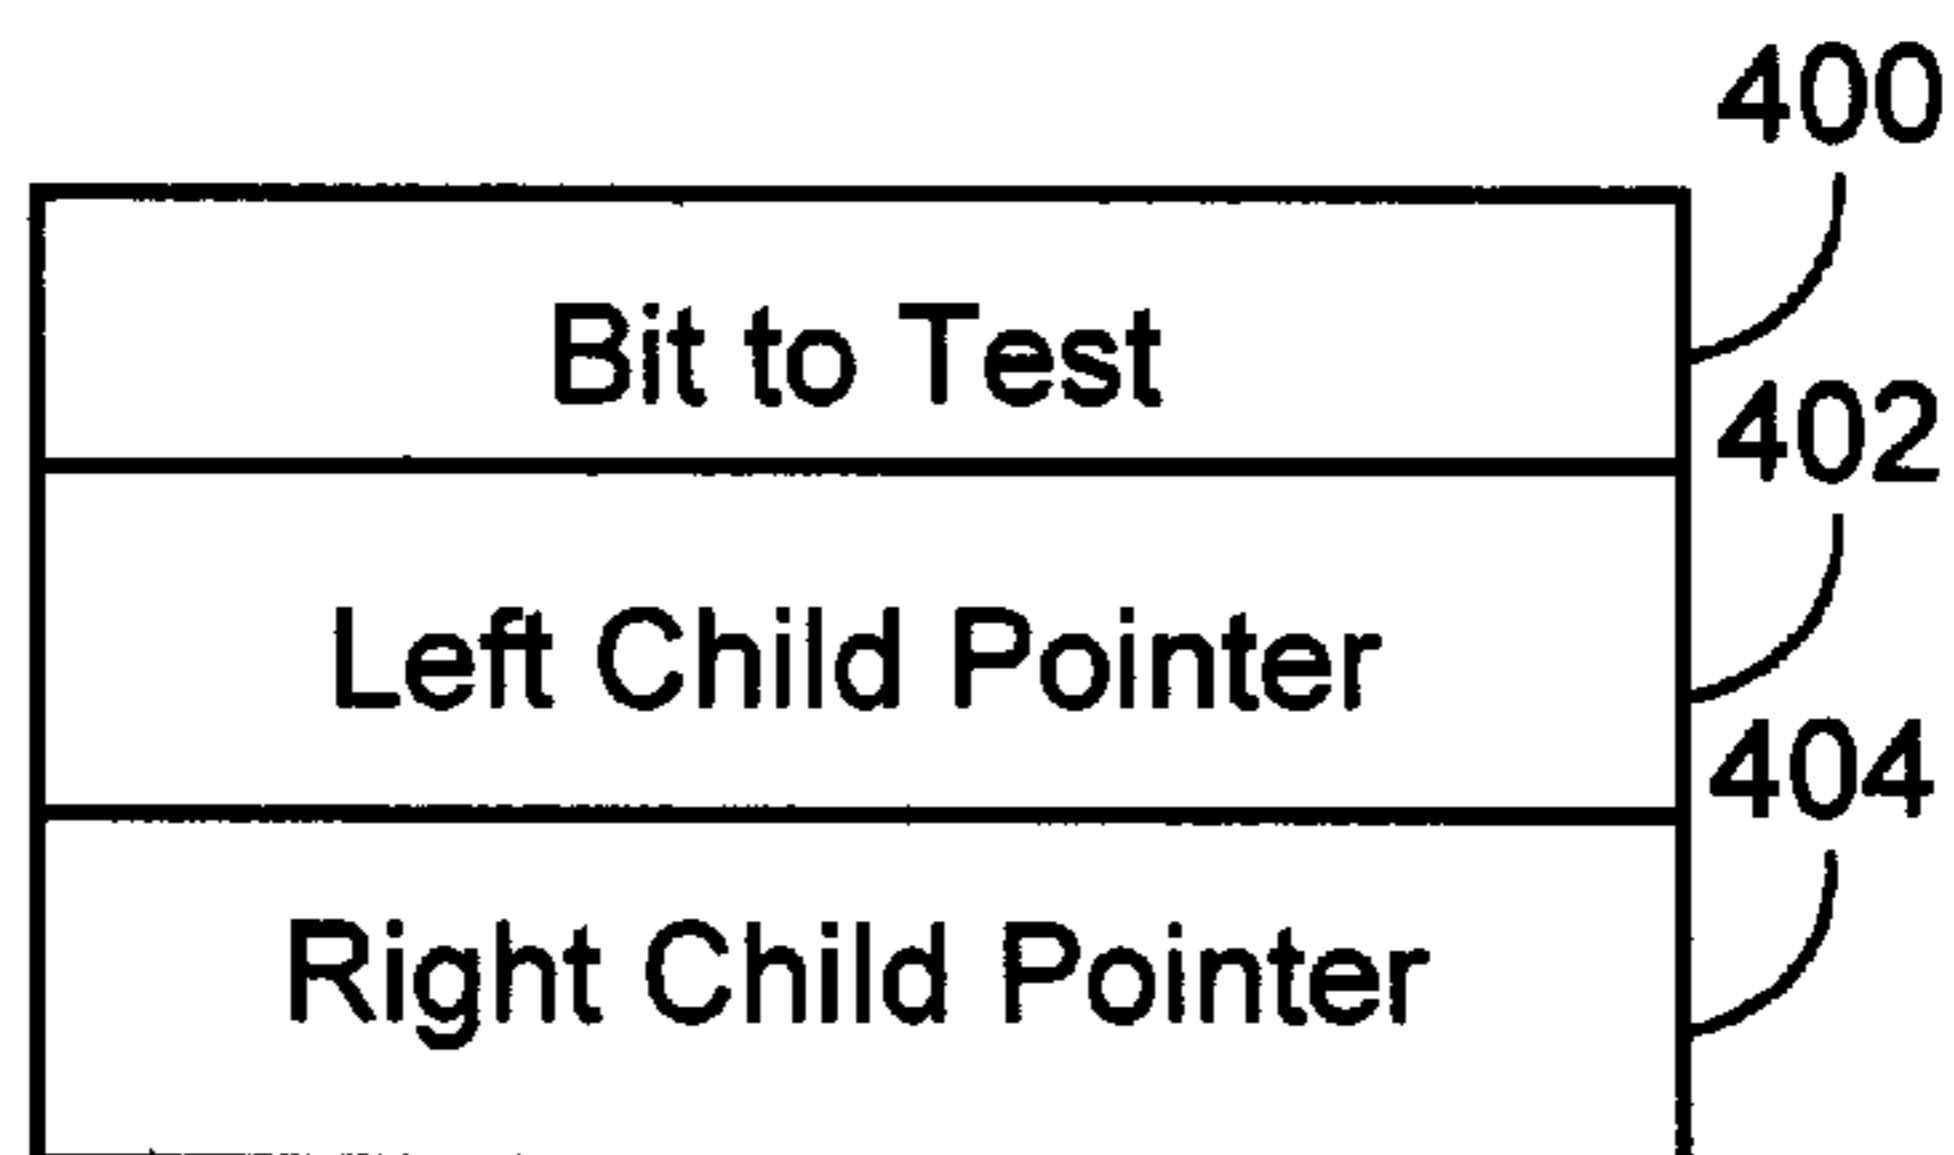 400
Bit to Test
402
Left Child Pointer
404
Right Child Pointer